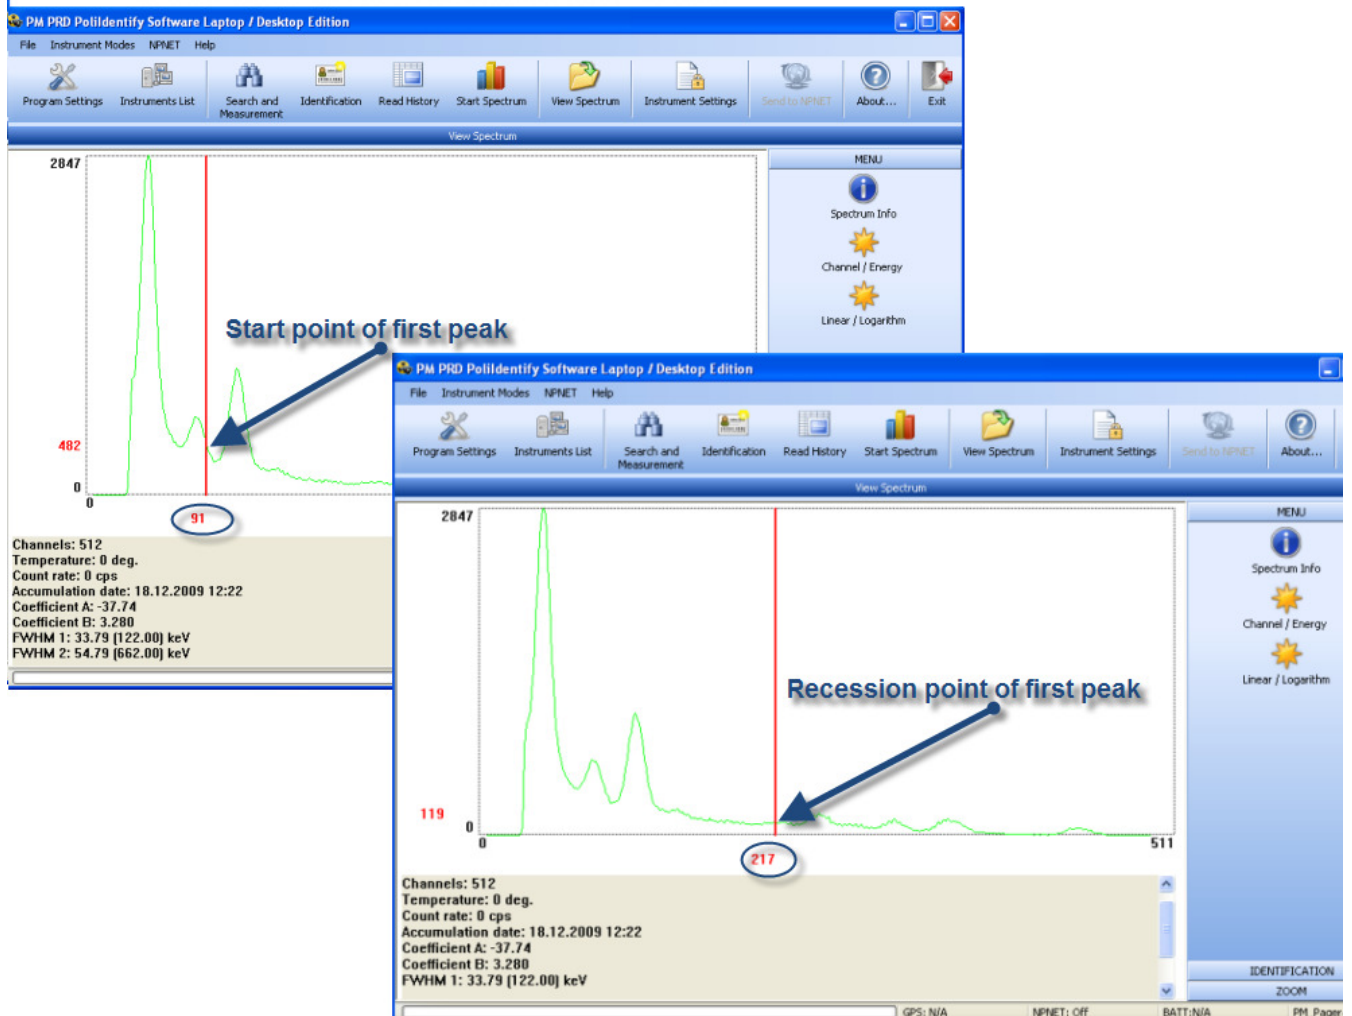 PM PRD PoliIdentify Software Laptop / Desktop Edition
File Instrument Modes NPNET Help
Program Settings Instruments List Search and Measurement Identification Read History Start Spectrum View Spectrum Instrument Settings Send to NPNET About... Exit
View Spectrum
2847
MENU
Spectrum Info
Channel / Energy
Linear / Logarithm
Start point of first peak
482
0
0
91
Channels: 512
Temperature: 0 deg.
Count rate: 0 cps
Accumulation date: 18.12.2009 12:22
Coefficient A: -37.74
Coefficient B: 3.280
FWHM 1: 33.79 (122.00) keV
FWHM 2: 54.79 (662.00) keV
PM PRD PoliIdentify Software Laptop / Desktop Edition
File Instrument Modes NPNET Help
Program Settings Instruments List Search and Measurement Identification Read History Start Spectrum View Spectrum Instrument Settings Send to NPNET About...
View Spectrum
2847
MENU
Spectrum Info
Channel / Energy
Linear / Logarithm
Recession point of first peak
119
0
0
511
217
Channels: 512
Temperature: 0 deg.
Count rate: 0 cps
Accumulation date: 18.12.2009 12:22
Coefficient A: -37.74
Coefficient B: 3.280
FWHM 1: 33.79 (122.00) keV
IDENTIFICATION
ZOOM
GPS: N/A NPNET: Off BATT:N/A PM Pager